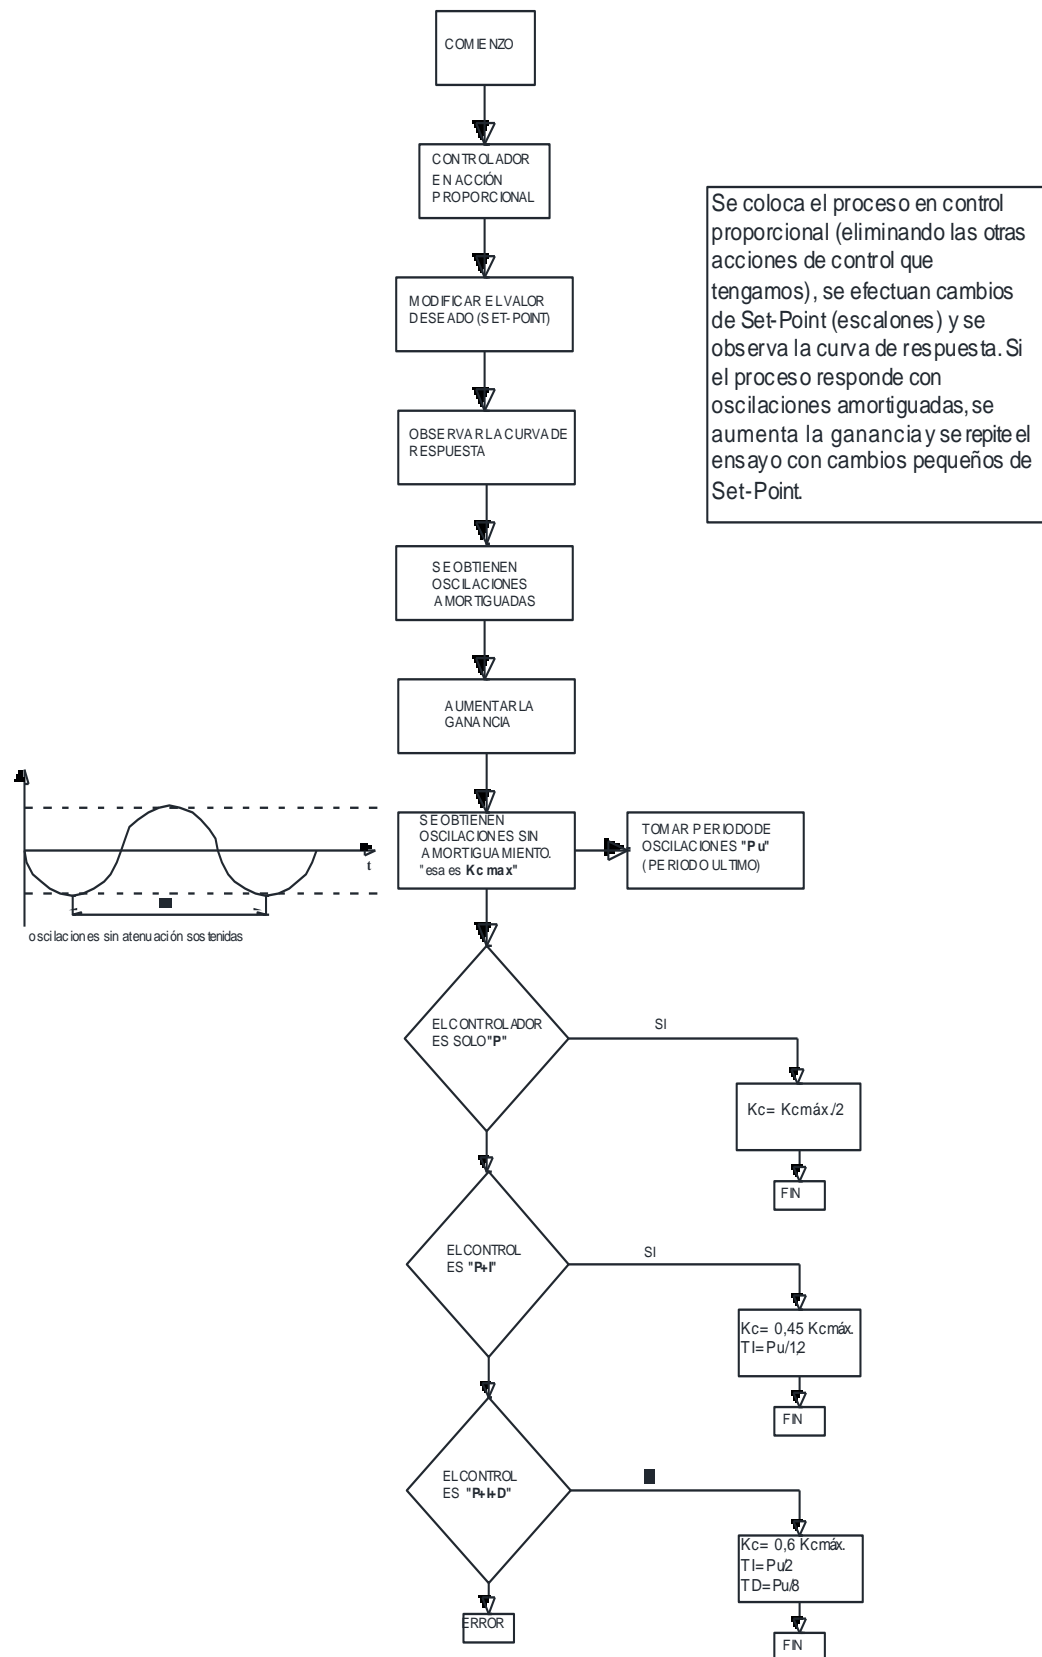 COMIENZO
CONTROLADOR
EN ACCIÓN
PROPORCIONAL
Se coloca el proceso en control
proporcional (eliminando las otras
acciones de control que
tengamos), se efectuan cambios
de Set-Point (escalones) y se
observa la curva de respuesta. Si
el proceso responde con
oscilaciones amortiguadas, se
aumenta la ganancia y se repite el
ensayo con cambios pequeños de
Set-Point.
MODIFICAR EL VALOR
DESEADO (SET-POINT)
OBSERVAR LA CURVA DE
RESPUESTA
SE OBTIENEN
OSCILACIONES
AMORTIGUADAS
AUMENTAR LA
GANANCIA
SE OBTIENEN
OSCILACIONES SIN
AMORTIGUAMIENTO.
"esa es Kc max"
TOMAR PERIODO DE
OSCILACIONES "Pu"
(PERIODO ULTIMO)
t
oscilaciones sin atenuación sostenidas
EL CONTROLADOR
ES SOLO "P"
SI
Kc= Kcmáx./2
FIN
EL CONTROL
ES "P+I"
SI
Kc= 0,45 Kcmáx.
TI=Pu/1,2
FIN
EL CONTROL
ES "P+I+D"
Kc= 0,6 Kcmáx.
TI=Pu/2
TD=Pu/8
ERROR
FIN